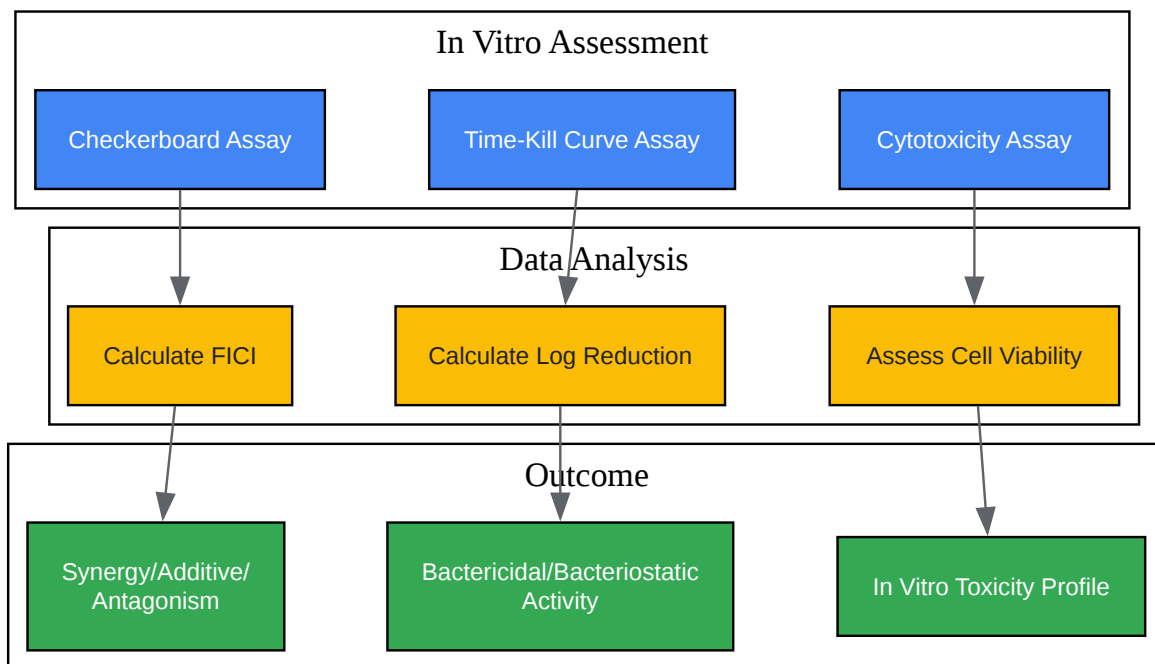 In Vitro Assessment
Checkerboard Assay
Time-Kill Curve Assay
Cytotoxicity Assay
Data Analysis
Calculate FICI
Calculate Log Reduction
Assess Cell Viability
Outcome
Synergy/Additive/
Antagonism
Bactericidal/Bacteriostatic
Activity
In Vitro Toxicity Profile